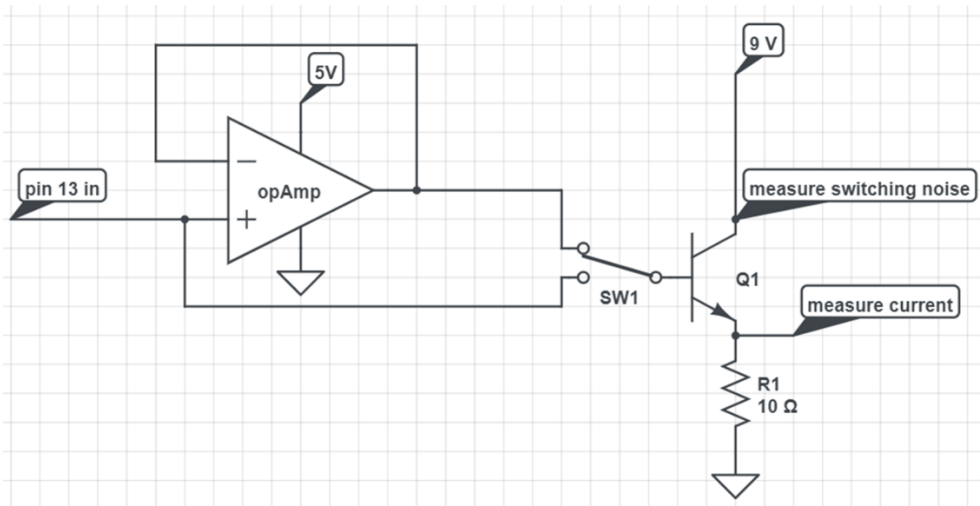 9 V
5V
pin 13 in
−
opAmp
+
measure switching noise
Q1
SW1
measure current
R1
10 Ω